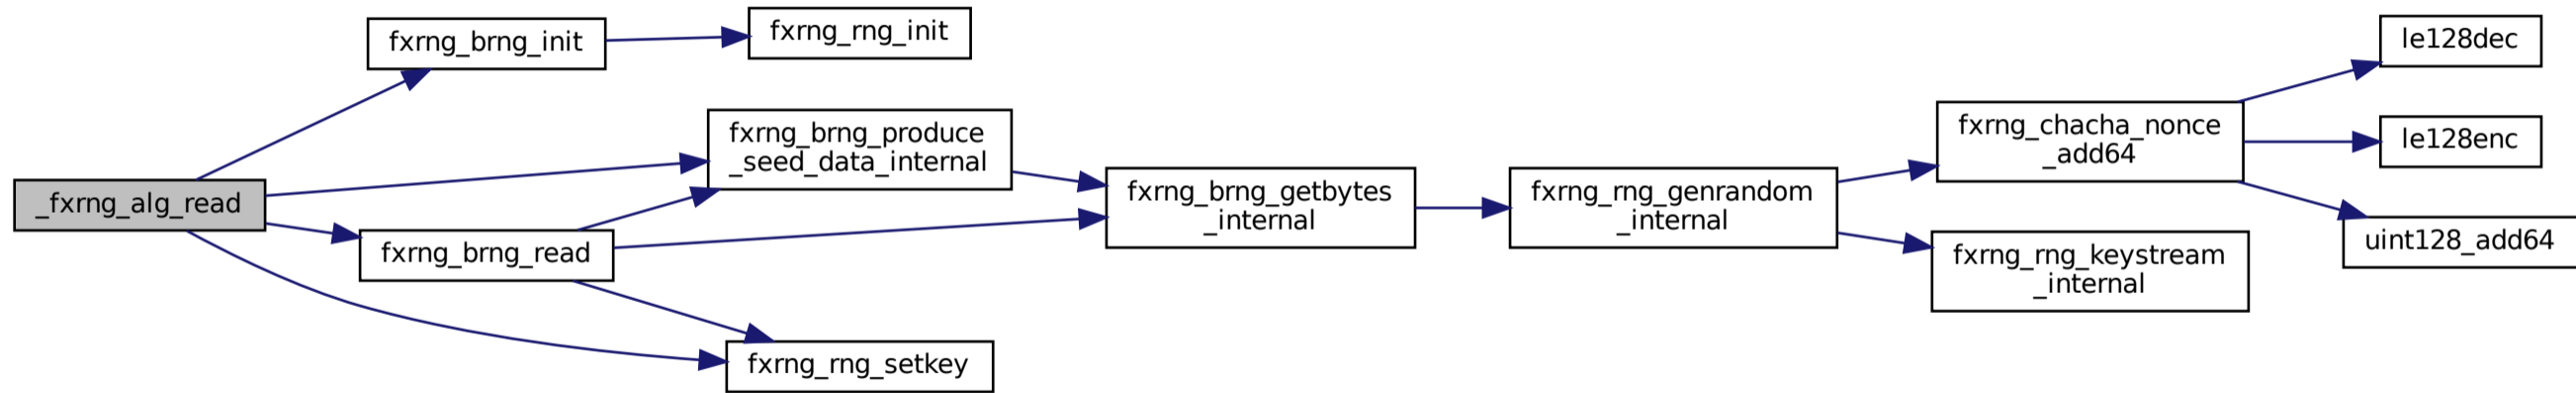 _fxrng_alg_read
fxrng_brng_init
fxrng_rng_init
fxrng_brng_produce
_seed_data_internal
fxrng_brng_read
fxrng_rng_setkey
fxrng_brng_getbytes
_internal
fxrng_rng_genrandom
_internal
fxrng_chacha_nonce
_add64
fxrng_rng_keystream
_internal
le128dec
le128enc
uint128_add64